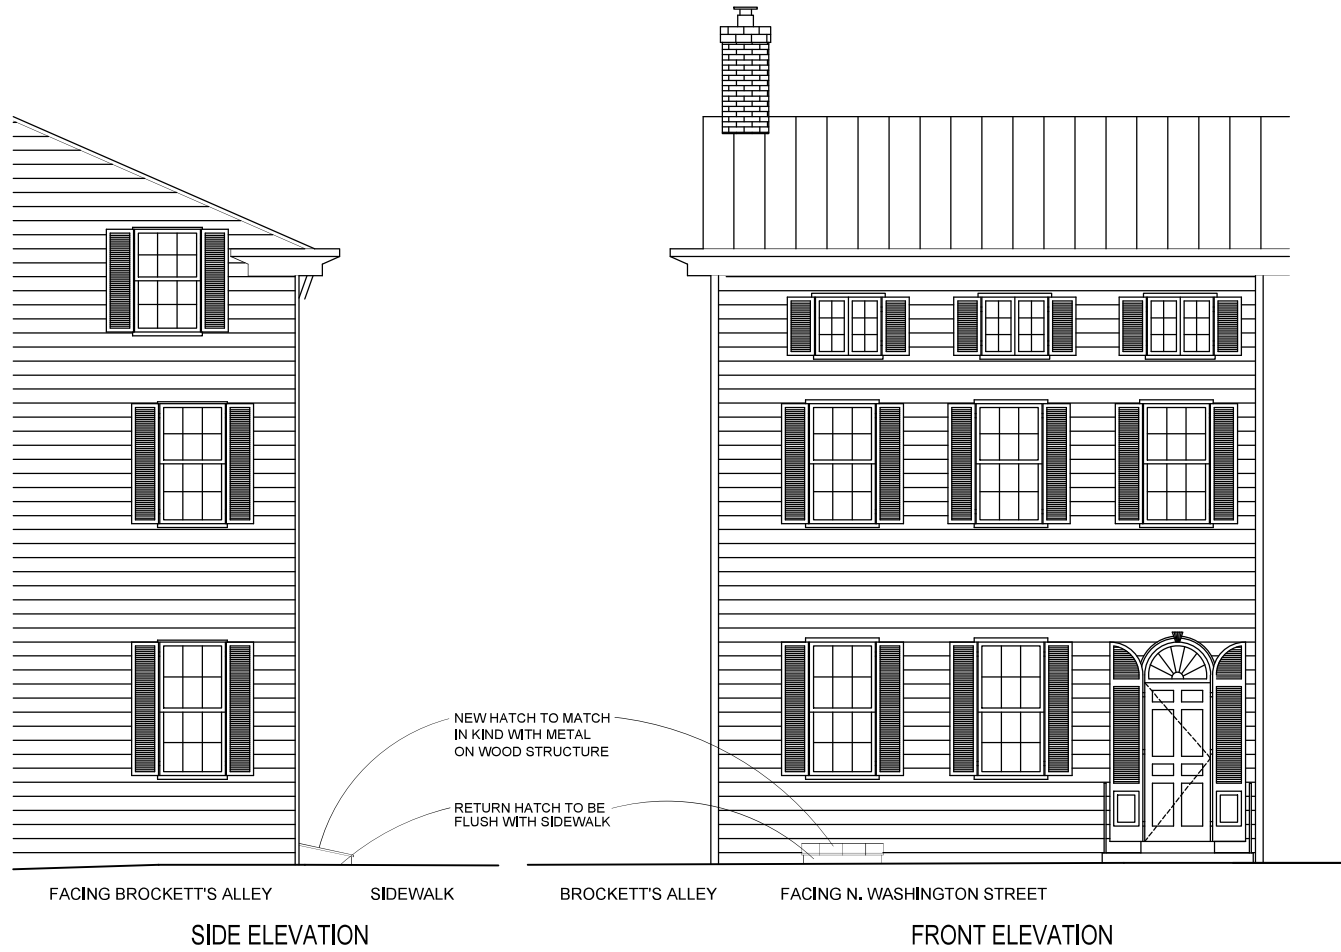 NEW HATCH TO MATCH
IN KIND WITH METAL
ON WOOD STRUCTURE
RETURN HATCH TO BE
FLUSH WITH SIDEWALK
FACING BROCKETT'S ALLEY
SIDEWALK
BROCKETT'S ALLEY
FACING N. WASHINGTON STREET
SIDE ELEVATION
FRONT ELEVATION